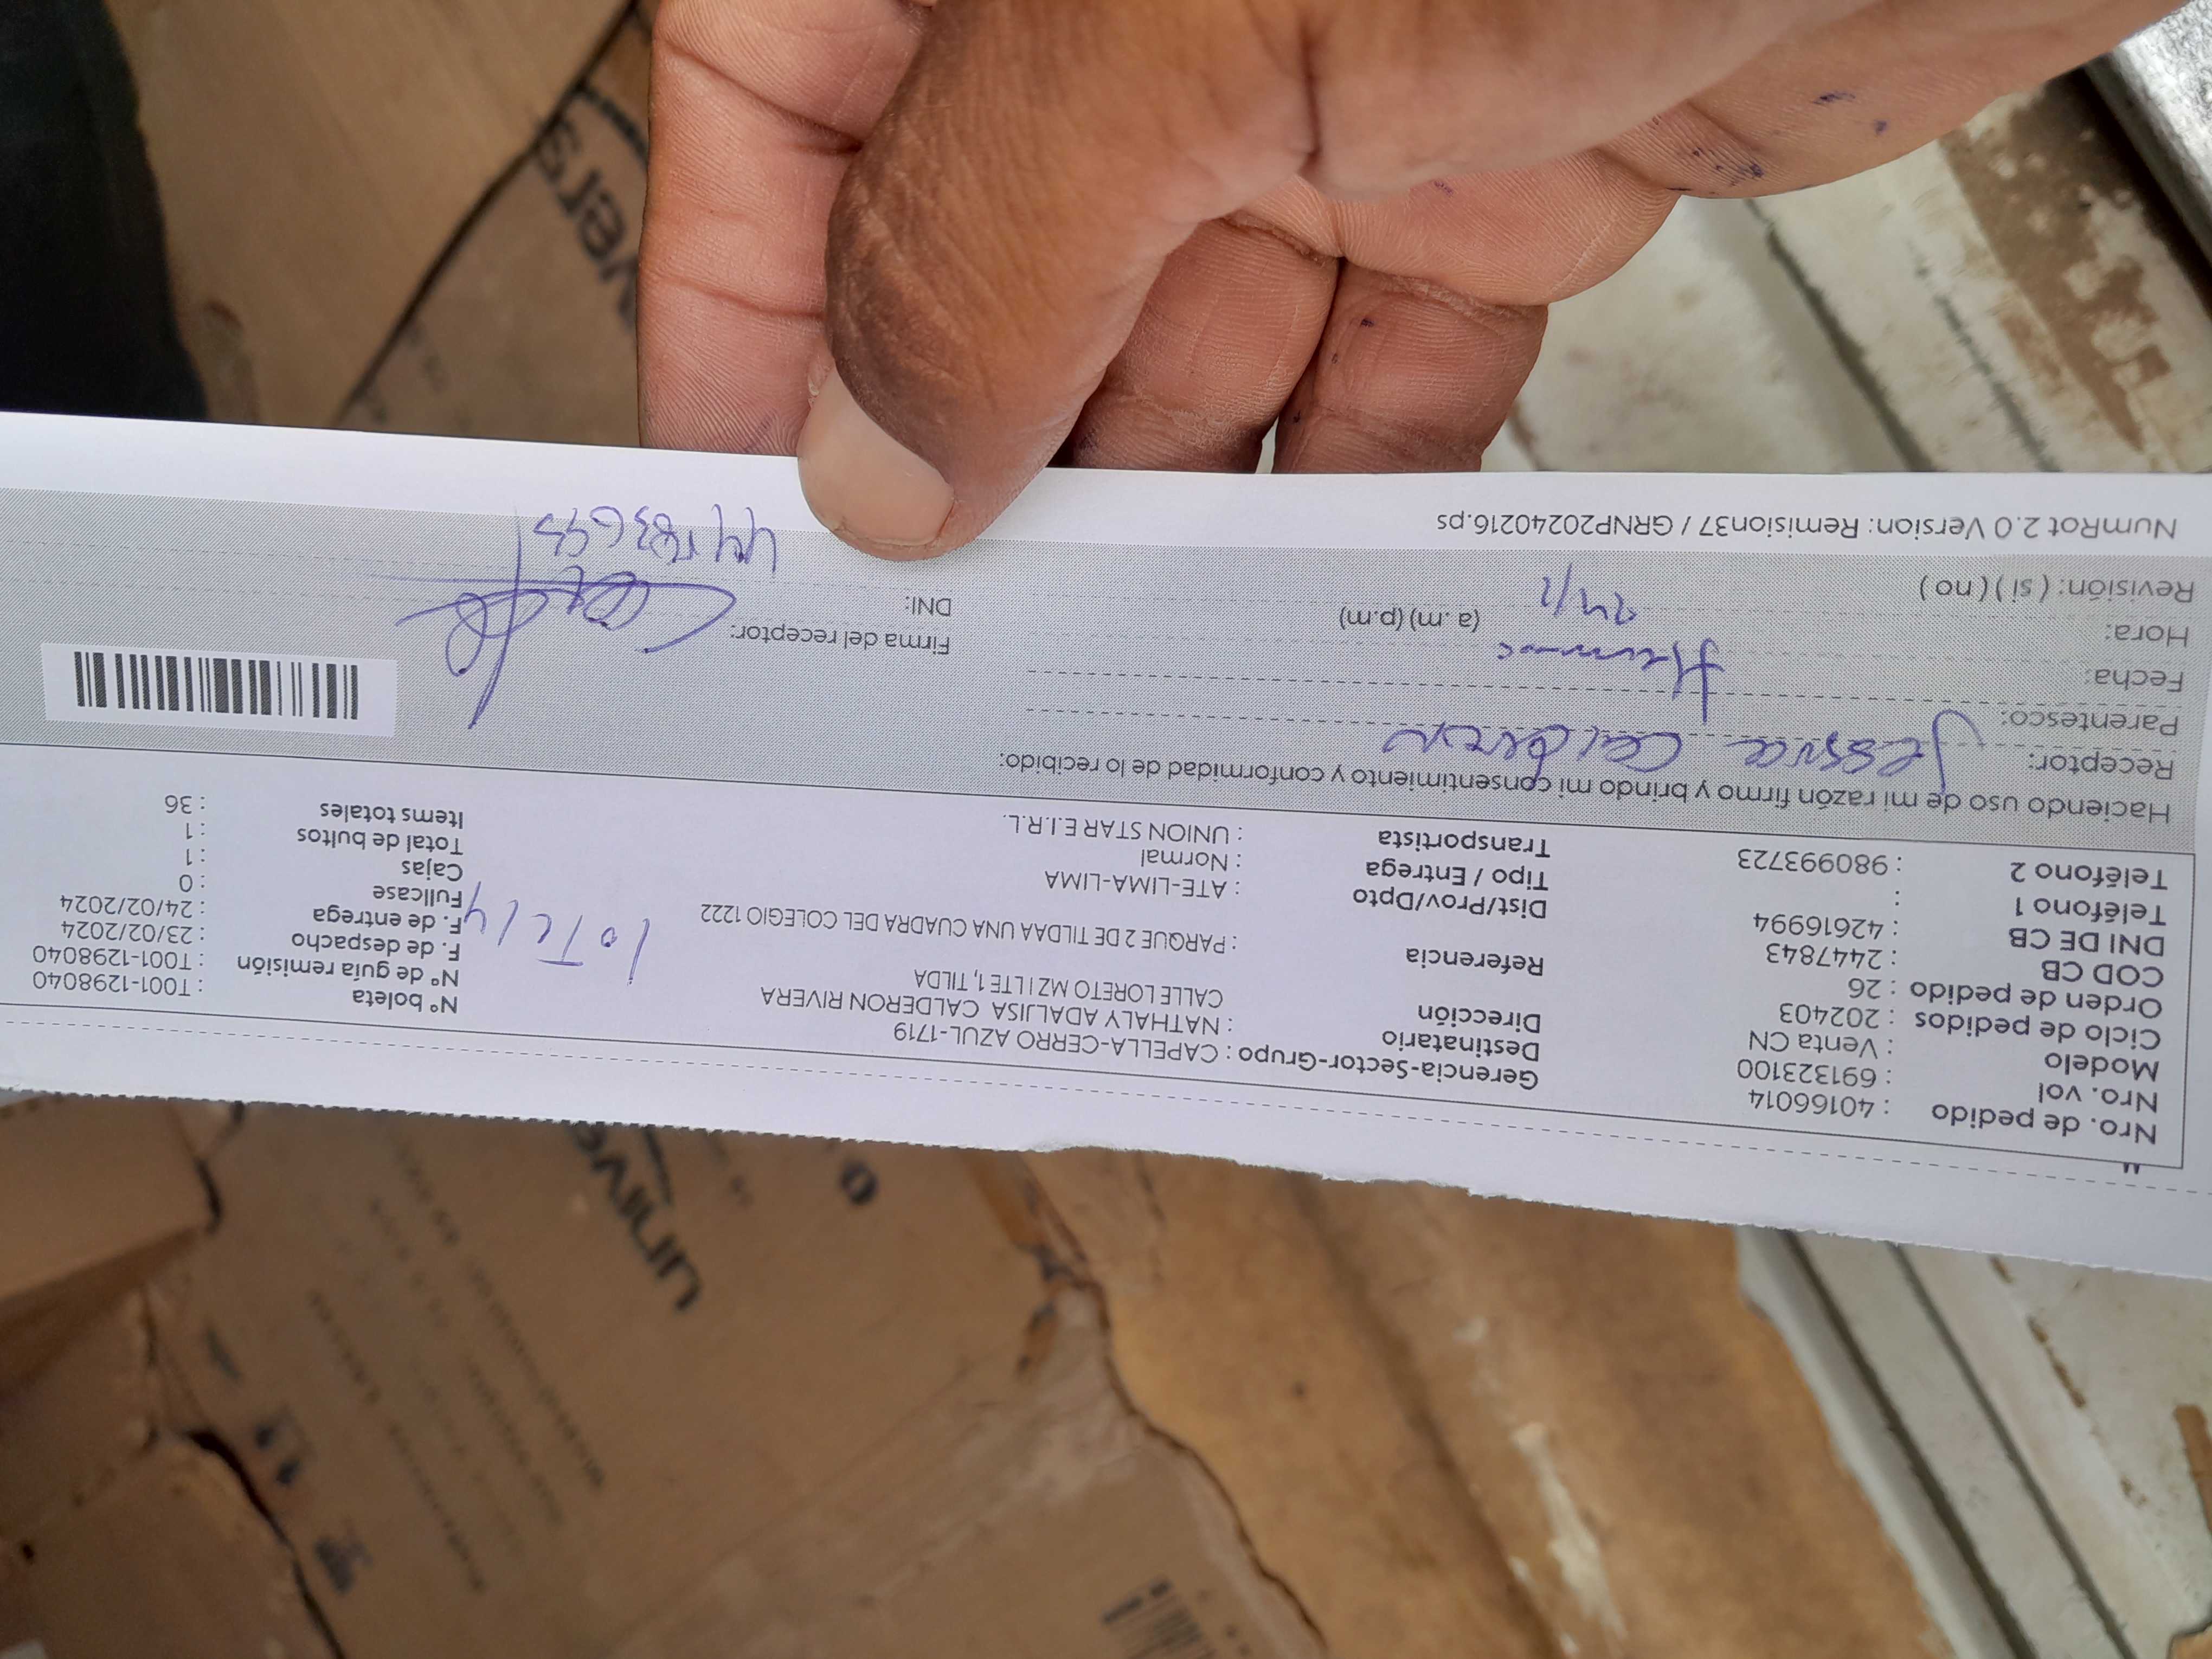 Nro. de pedido : 40166014
Nro. vol : 691323100
Modelo : Venta CN
Ciclo de pedidos : 202403
Orden de pedido : 26
COD CB : 2447843
DNI DE CB : 42616994
Teléfono 1 :
Teléfono 2 : 980993723
Gerencia-Sector-Grupo : CAPELLA-CERRO AZUL-1719
Destinatario : NATHALY ADALJISA CALDERON RIVERA
Dirección CALLE LORETO MZ I LTE 1, TILDA
Referencia : PARQUE 2 DE TILDAA UNA CUADRA DEL COLEGIO 1222
Dist/Prov/Dpto : ATE-LIMA-LIMA
Tipo / Entrega : Normal
Transportista : UNION STAR E.I.R.L.
N° boleta : T001-1298040
N° de guía remisión : T001-1298040
F. de despacho : 23/02/2024
F. de entrega : 24/02/2024
Fullcase : 0
Cajas : 1
Total de bultos : 1
Items totales : 36
Haciendo uso de mi razón firmo y brindo mi consentimiento y conformidad de lo recibido:
Receptor: Calderon
Parentesco:
Fecha: 24/2
Hora: (a.m) (p.m)
Revisión: ( si ) ( no )
Firma del receptor:
DNI:
NumRot 2.0 Version: Remision37 / GRNP20240216.ps